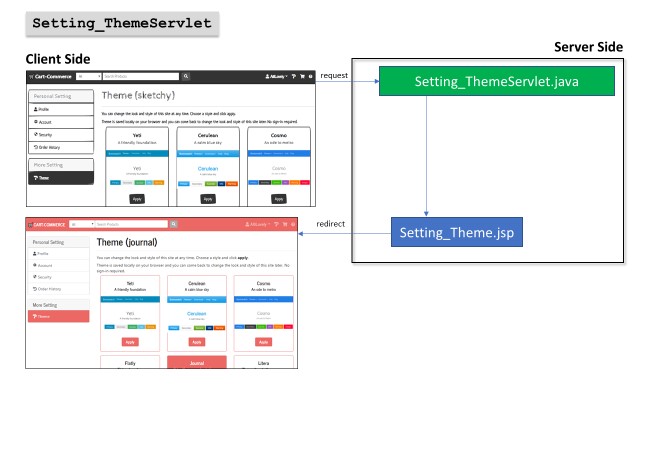 Setting_ThemeServlet
Client Side
Server Side
Cart-Commerce
All
Search Products
request
Setting_ThemeServlet.java
Personal Setting
Profile
Account
Security
Order History
More Setting
Theme
Theme (sketchy)
You can change the look and style of this site at any time. Choose a style and click apply.
Theme is saved locally on your browser and you can come back to change the look and style of this site later. No sign-in required.
Yeti Cerulean Cosmo
A friendly foundation A calm blue sky An ode to metro
Yeti Cerulean Cosmo
Apply Apply Apply
redirect
Setting_Theme.jsp
CART-COMMERCE
All
Search Products
Personal Setting
Profile
Account
Security
Order History
More Setting
Theme
Theme (journal)
You can change the look and style of this site at any time. Choose a style and click apply.
Theme is saved locally on your browser and you can come back to change the look and style of this site later. No
sign-in required.
Yeti Cerulean Cosmo
A friendly foundation A calm blue sky An ode to metro
Yeti Cerulean Cosmo
Apply Apply Apply
Flatly Journal Litera